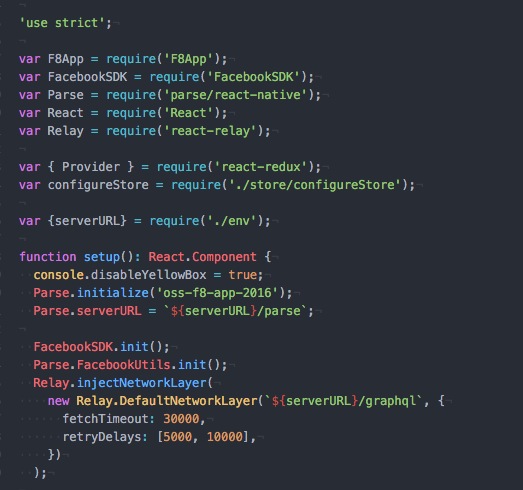 'use strict';
var F8App = require('F8App');
var FacebookSDK = require('FacebookSDK');
var Parse = require('parse/react-native');
var React = require('React');
var Relay = require('react-relay');
var { Provider } = require('react-redux');
var configureStore = require('./store/configureStore');
var {serverURL} = require('./env');
function setup(): React.Component {
  console.disableYellowBox = true;
  Parse.initialize('oss-f8-app-2016');
  Parse.serverURL = `${serverURL}/parse`;
  FacebookSDK.init();
  Parse.FacebookUtils.init();
  Relay.injectNetworkLayer(
    new Relay.DefaultNetworkLayer(`${serverURL}/graphql`, {
      fetchTimeout: 30000,
      retryDelays: [5000, 10000],
    })
  );